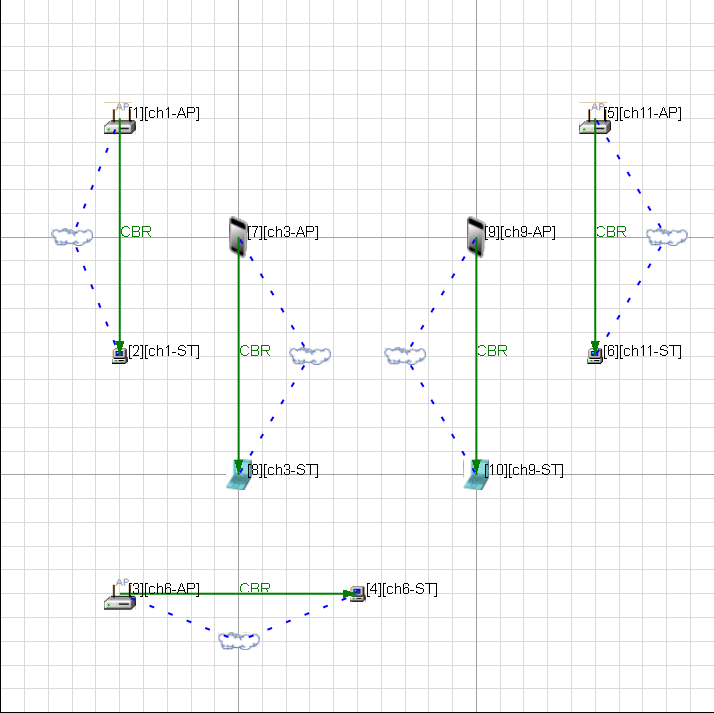 AP
[1][ch1-AP]
AP
[5][ch11-AP]
CBR
[7][ch3-AP]
[9][ch9-AP]
CBR
[2][ch1-ST]
CBR
CBR
[6][ch11-ST]
[8][ch3-ST]
[10][ch9-ST]
AP
[3][ch6-AP]
CBR
[4][ch6-ST]